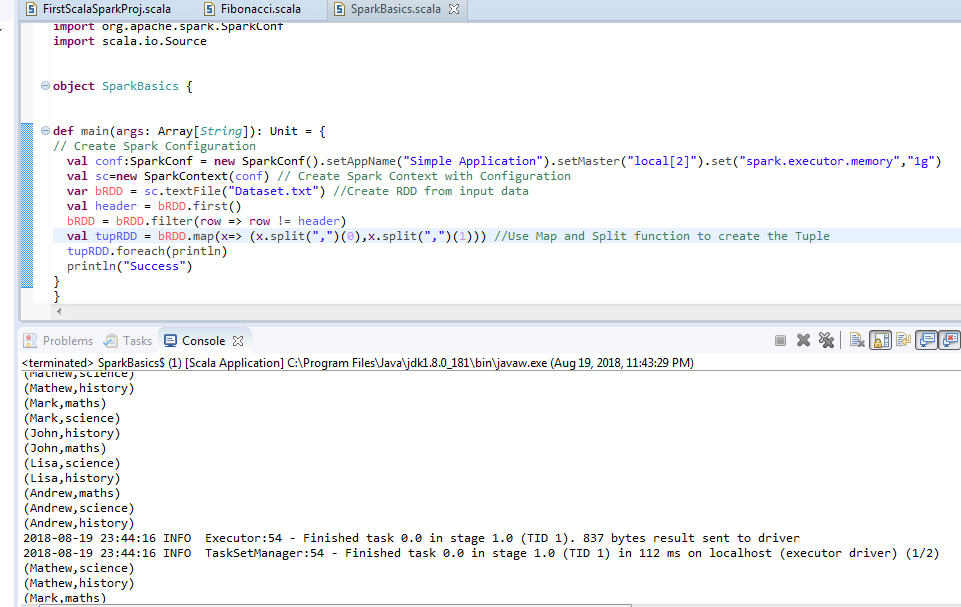 FirstScalaSparkProj.scala Fibonacci.scala SparkBasics.scala
import org.apache.spark.SparkConf
import scala.io.Source
object SparkBasics {
def main(args: Array[String]): Unit = {
// Create Spark Configuration
val conf:SparkConf = new SparkConf().setAppName("Simple Application").setMaster("local[2]").set("spark.executor.memory","1g")
val sc=new SparkContext(conf) // Create Spark Context with Configuration
var bRDD = sc.textFile("Dataset.txt") //Create RDD from input data
val header = bRDD.first()
bRDD = bRDD.filter(row => row != header)
val tupRDD = bRDD.map(x=> (x.split(",")(0),x.split(",")(1))) //Use Map and Split function to create the Tuple
tupRDD.foreach(println)
println("Success")
}
}
Problems Tasks Console
<terminated> SparkBasics$ (1) [Scala Application] C:\Program Files\Java\jdk1.8.0_181\bin\javaw.exe (Aug 19, 2018, 11:43:29 PM)
(Mathew,science)
(Mathew,history)
(Mark,maths)
(Mark,science)
(John,history)
(John,maths)
(Lisa,science)
(Lisa,history)
(Andrew,maths)
(Andrew,science)
(Andrew,history)
2018-08-19 23:44:16 INFO  Executor:54 - Finished task 0.0 in stage 1.0 (TID 1). 837 bytes result sent to driver
2018-08-19 23:44:16 INFO  TaskSetManager:54 - Finished task 0.0 in stage 1.0 (TID 1) in 112 ms on localhost (executor driver) (1/2)
(Mathew,science)
(Mathew,history)
(Mark,maths)